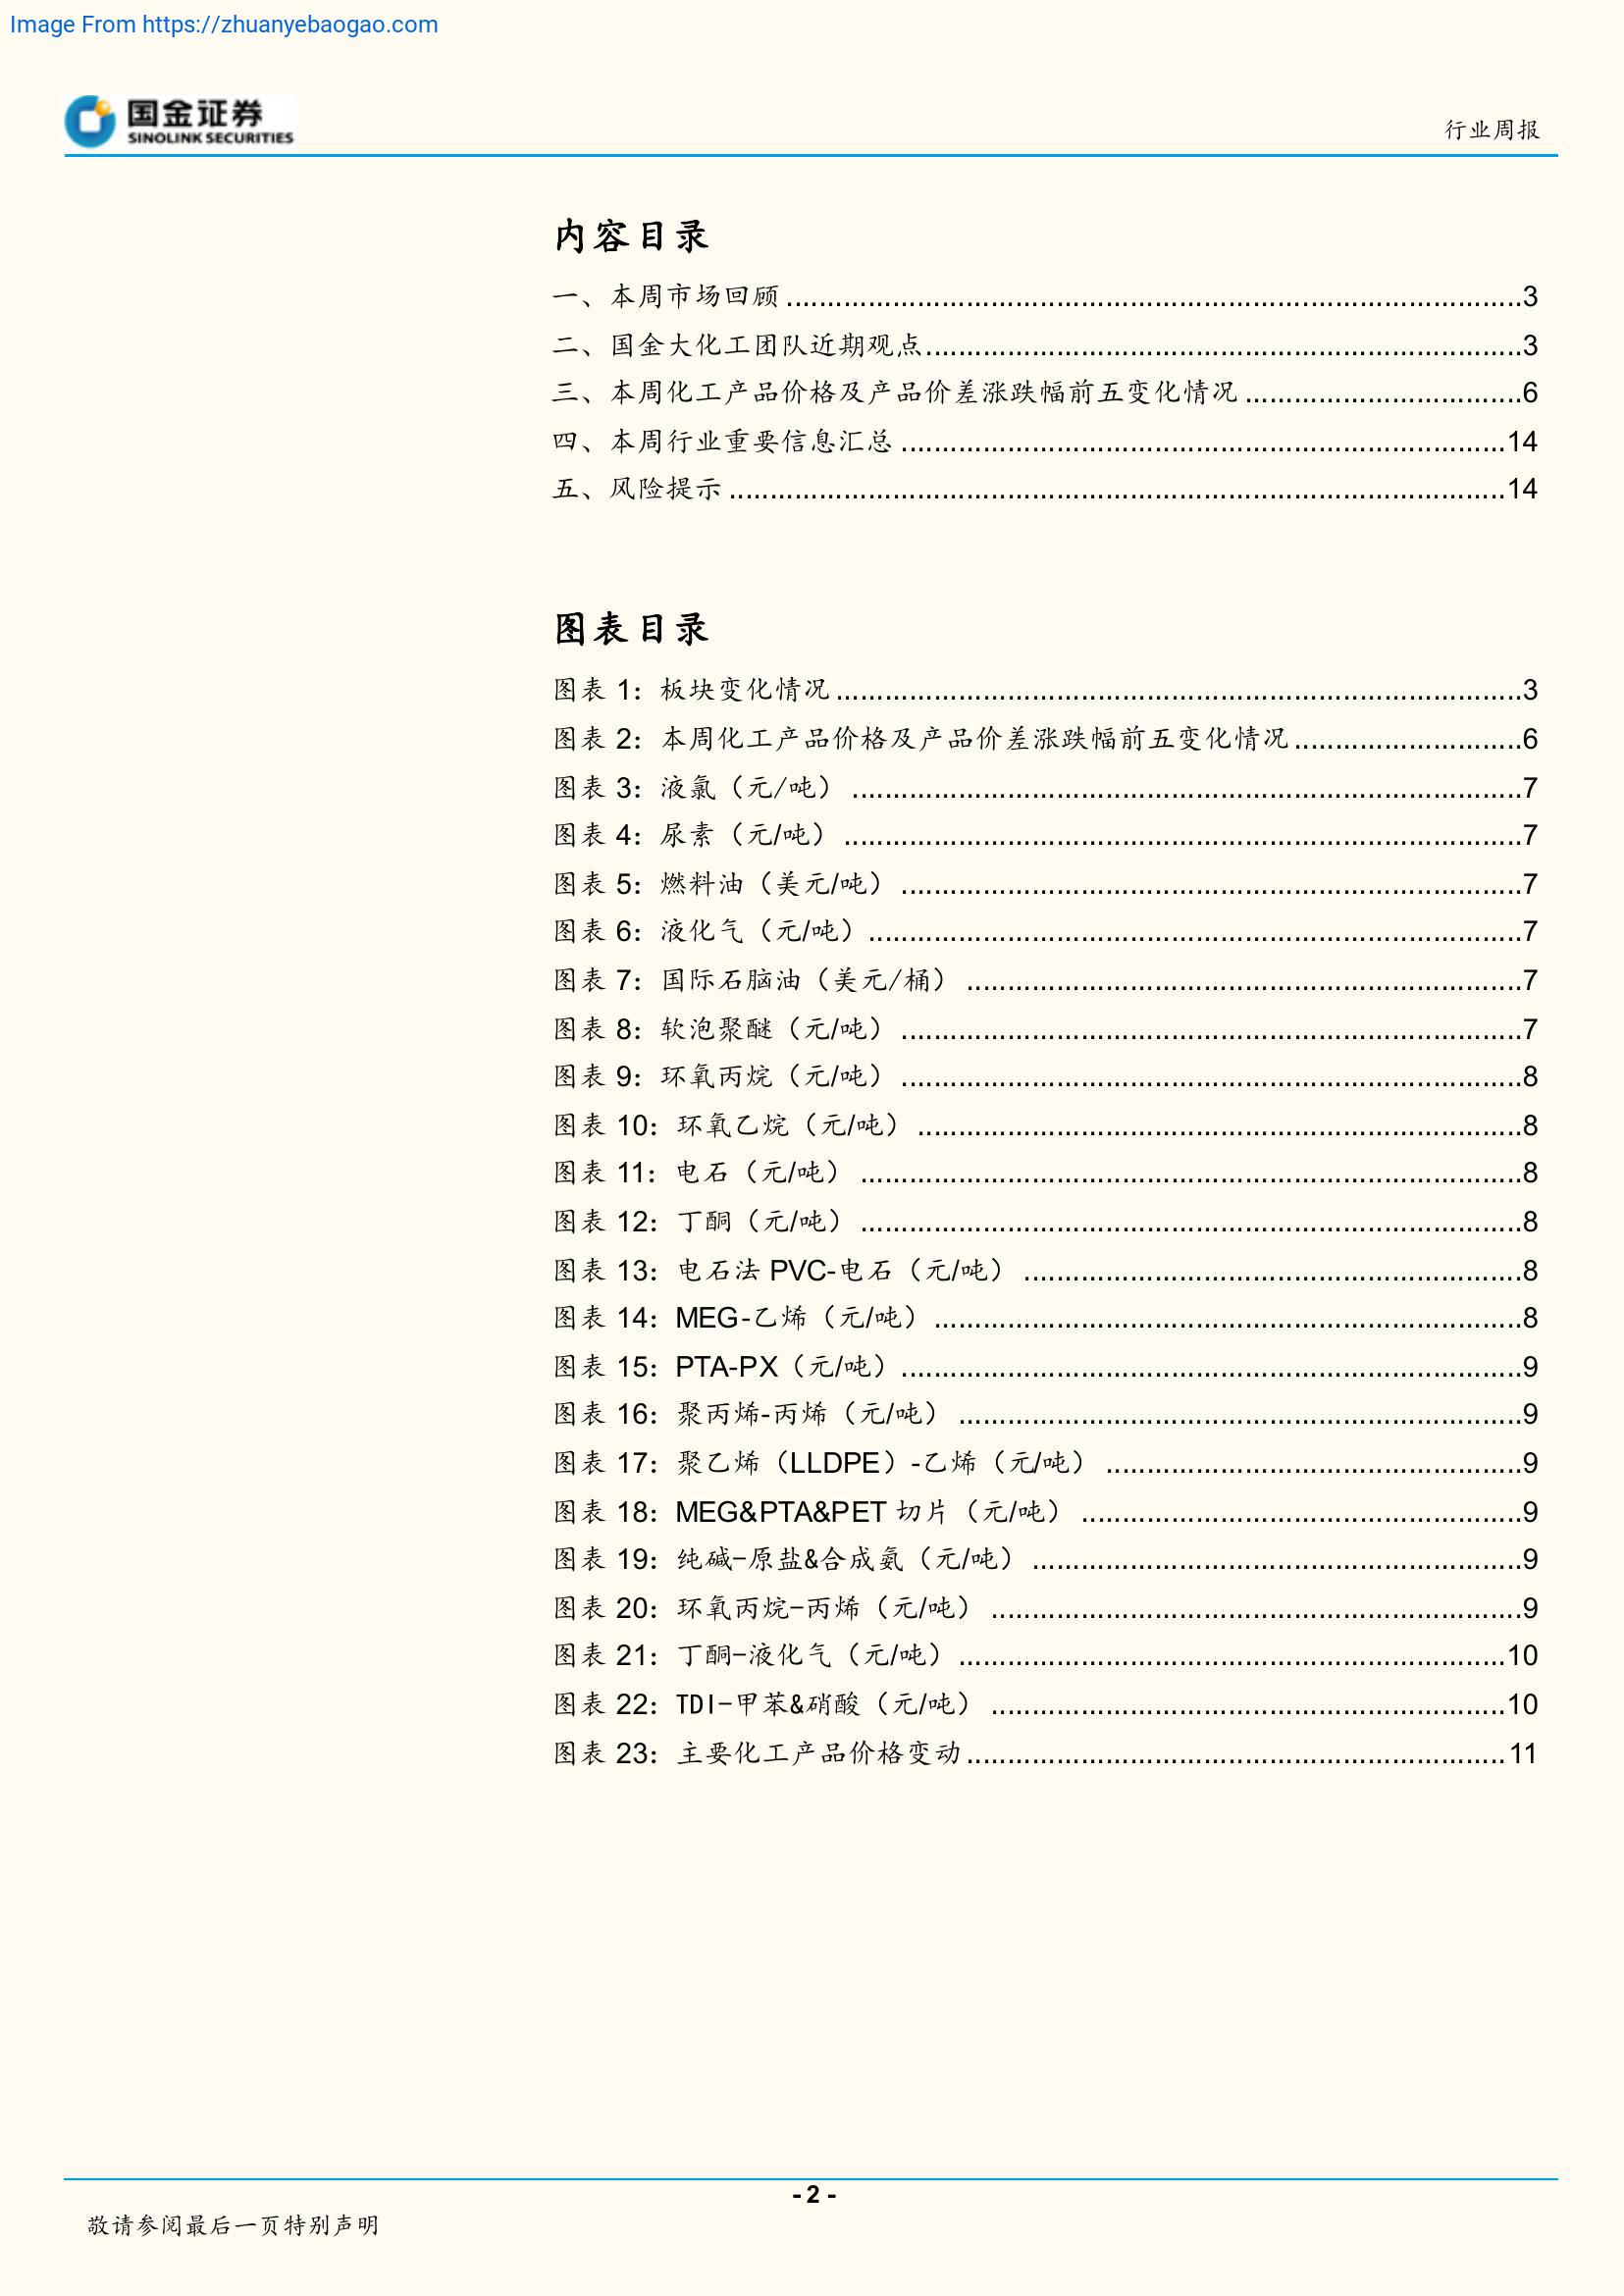 Image From https://zhuanyebaogao.com
国金证券
SINOLINK SECURITIES
行业周报
内容目录
一、本周市场回顾.....3
二、国金大化工团队近期观点.....3
三、本周化工产品价格及产品价差涨跌幅前五变化情况.....6
四、本周行业重要信息汇总.....14
五、风险提示.....14
图表目录
图表 1：板块变化情况.....3
图表 2：本周化工产品价格及产品价差涨跌幅前五变化情况.....6
图表 3：液氯（元/吨）.....7
图表 4：尿素（元/吨）.....7
图表 5：燃料油（美元/吨）.....7
图表 6：液化气（元/吨）.....7
图表 7：国际石脑油（美元/桶）.....7
图表 8：软泡聚醚（元/吨）.....7
图表 9：环氧丙烷（元/吨）.....8
图表 10：环氧乙烷（元/吨）.....8
图表 11：电石（元/吨）.....8
图表 12：丁酮（元/吨）.....8
图表 13：电石法 PVC-电石（元/吨）.....8
图表 14：MEG-乙烯（元/吨）.....8
图表 15：PTA-PX（元/吨）.....9
图表 16：聚丙烯-丙烯（元/吨）.....9
图表 17：聚乙烯（LLDPE）-乙烯（元/吨）.....9
图表 18：MEG&PTA&PET 切片（元/吨）.....9
图表 19：纯碱-原盐&合成氨（元/吨）.....9
图表 20：环氧丙烷-丙烯（元/吨）.....9
图表 21：丁酮-液化气（元/吨）.....10
图表 22：TDI-甲苯&硝酸（元/吨）.....10
图表 23：主要化工产品价格变动.....11
- 2 -
敬请参阅最后一页特别声明